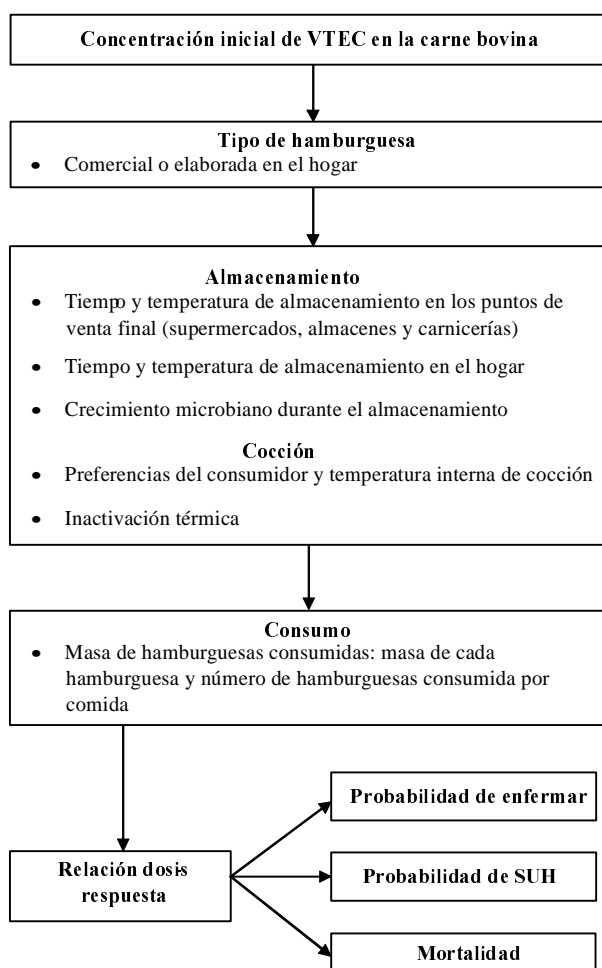 Concentración inicial de VTEC en la carne bovina
Tipo de hamburguesa
• Comercial o elaborada en el hogar
Almacenamiento
• Tiempo y temperatura de almacenamiento en los puntos de
venta final (supermercados, almacenes y carnicerías)
• Tiempo y temperatura de almacenamiento en el hogar
• Crecimiento microbiano durante el almacenamiento
Cocción
• Preferencias del consumidor y temperatura interna de cocción
• Inactivación térmica
Consumo
• Masa de hamburguesas consumidas: masa de cada
hamburguesa y número de hamburguesas consumida por
comida
Relación dosis
respuesta
Probabilidad de enfermar
Probabilidad de SUH
Mortalidad